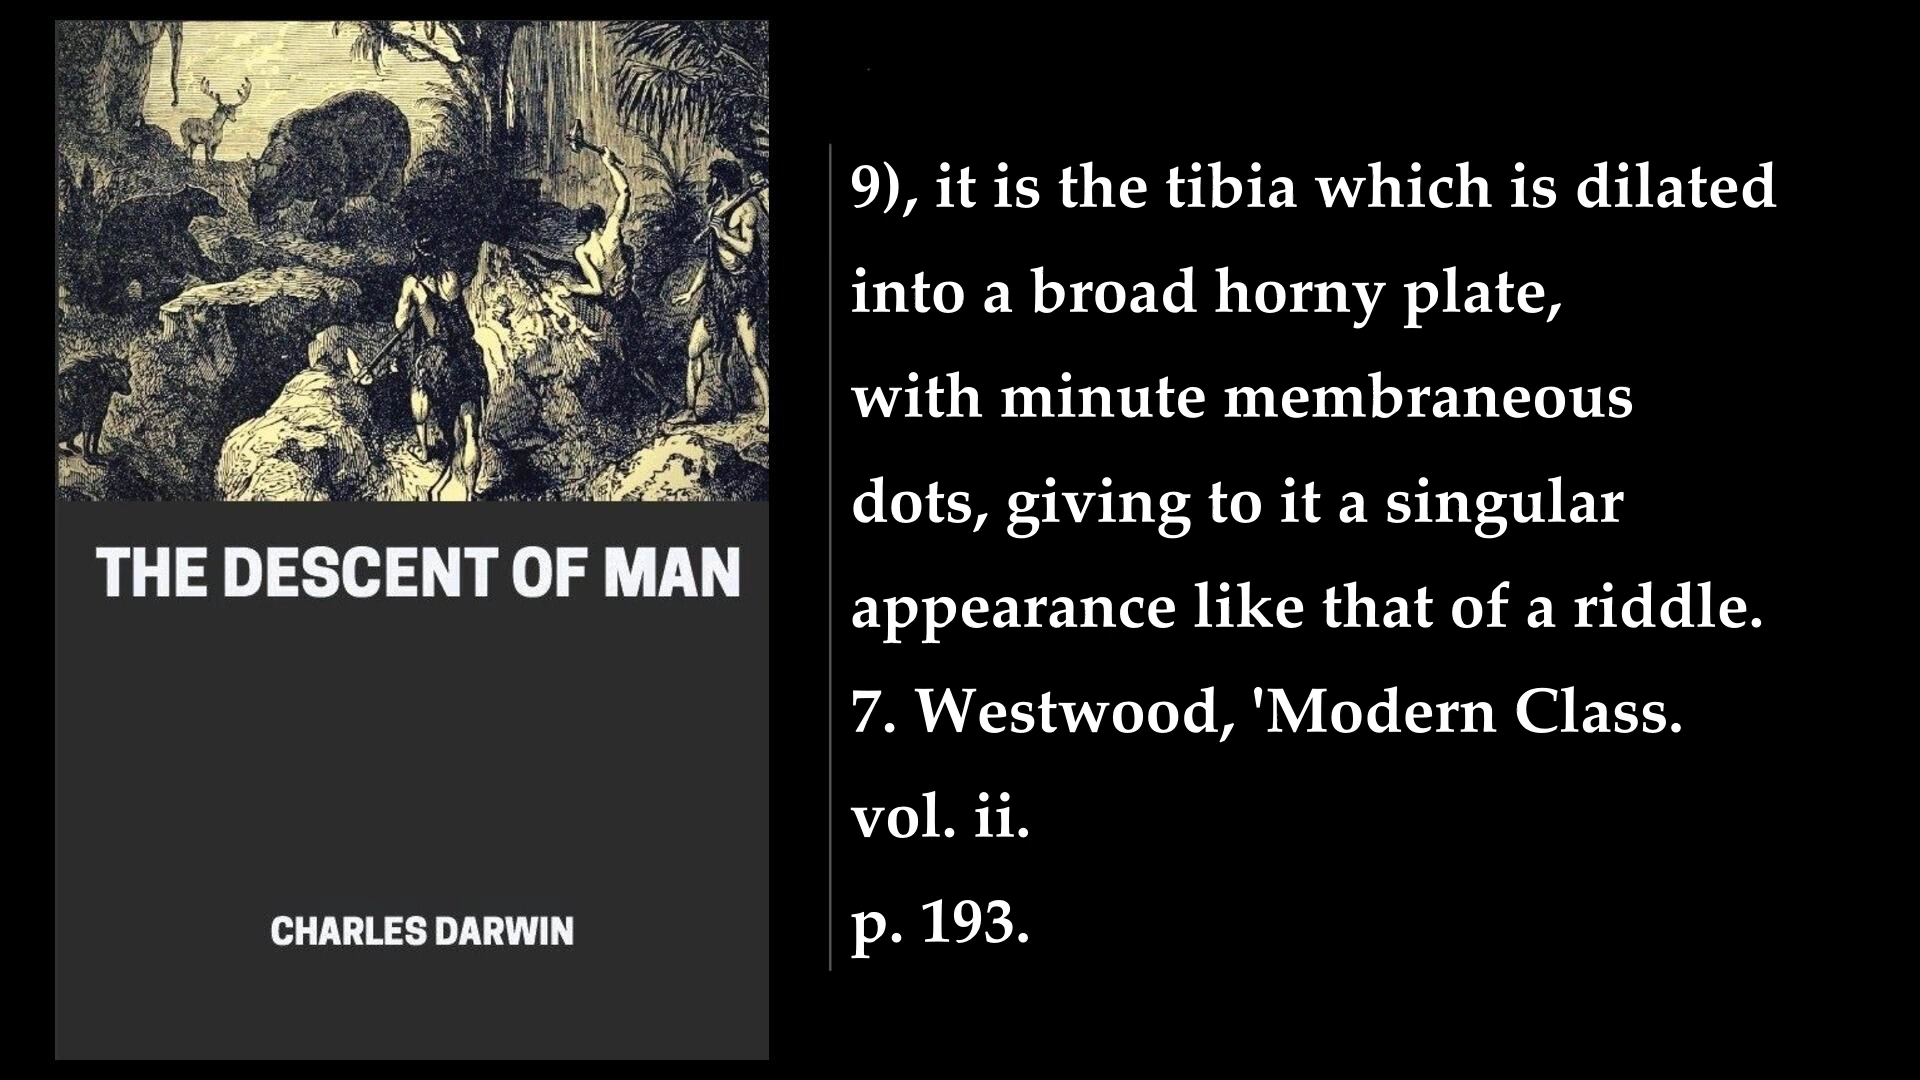 THE DESCENT OF MAN
CHARLES DARWIN
9), it is the tibia which is dilated
into a broad horny plate,
with minute membraneous
dots, giving to it a singular
appearance like that of a riddle.
7. Westwood, 'Modern Class.
vol. ii.
p. 193.